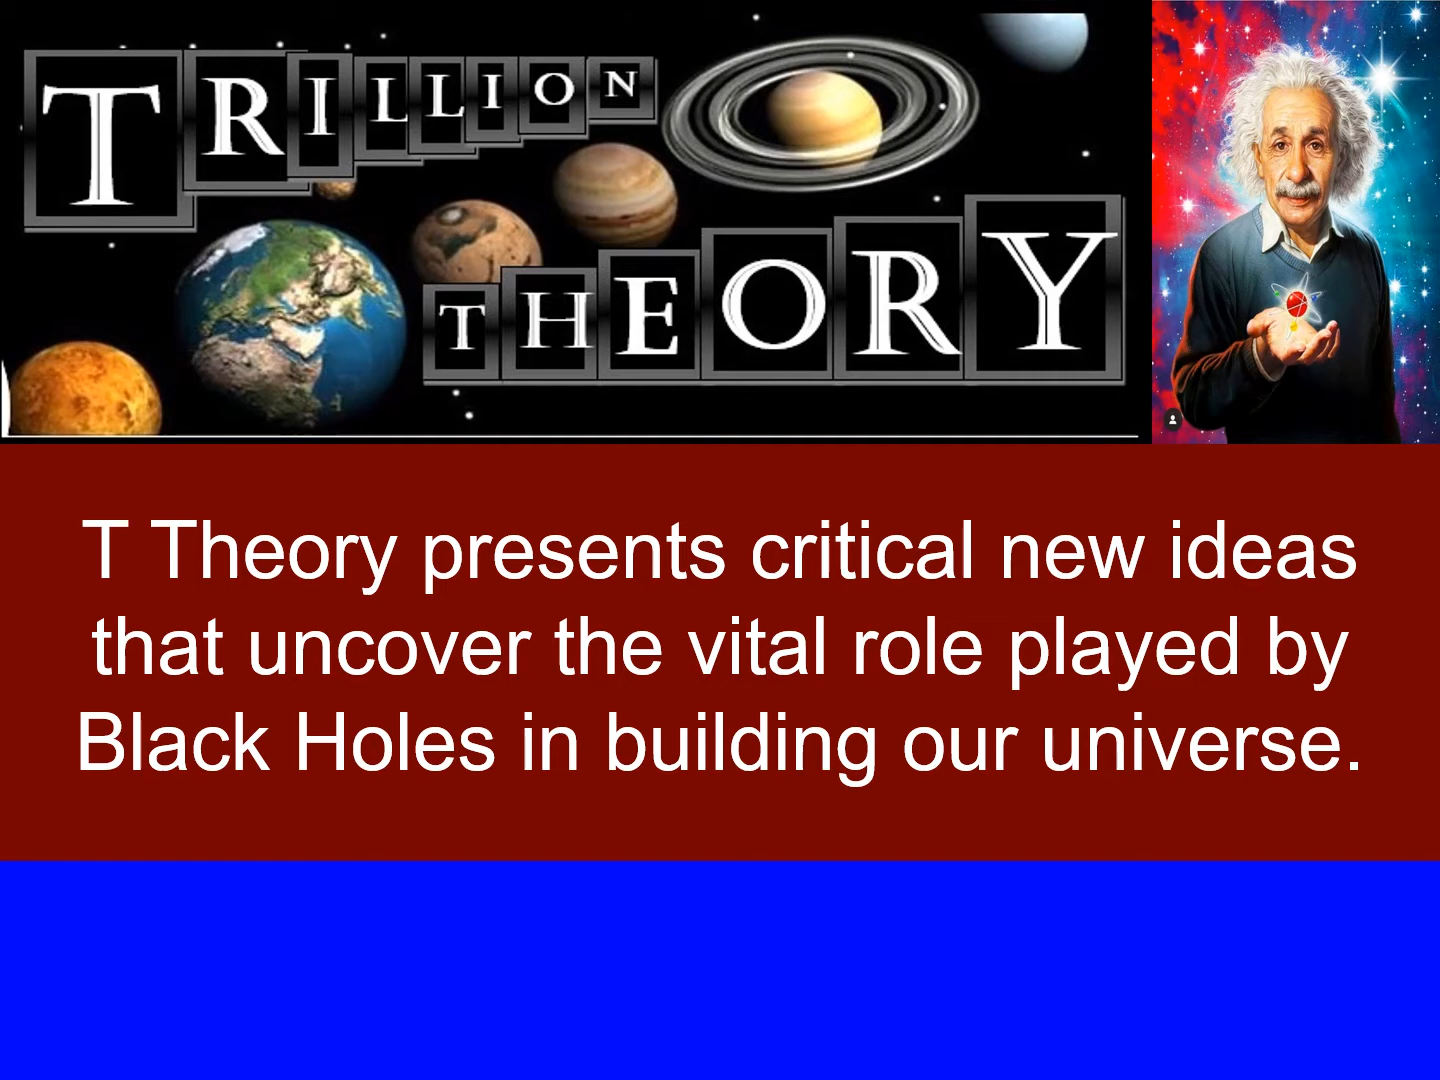 TRILLION
THEORY
T Theory presents critical new ideas
that uncover the vital role played by
Black Holes in building our universe.